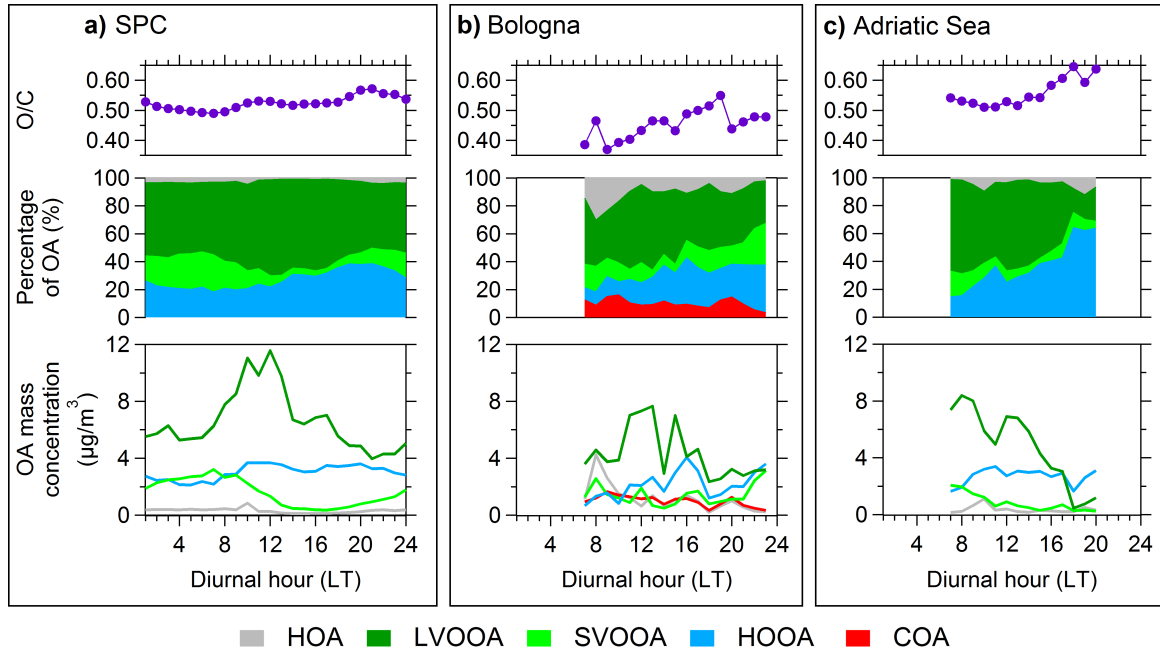 a) SPC
b) Bologna
c) Adriatic Sea
O/C
0.60
0.50
0.40
0.60
0.50
0.40
0.60
0.50
0.40
Percentage
of OA (%)
100
80
60
40
20
0
100
80
60
40
20
0
100
80
60
40
20
0
OA mass
concentration
(µg/m³)
12
8
4
0
12
8
4
0
12
8
4
0
4 8 12 16 20 24
4 8 12 16 20 24
4 8 12 16 20 24
Diurnal hour (LT)
Diurnal hour (LT)
Diurnal hour (LT)
HOA LVOOA SVOOA HOOA COA